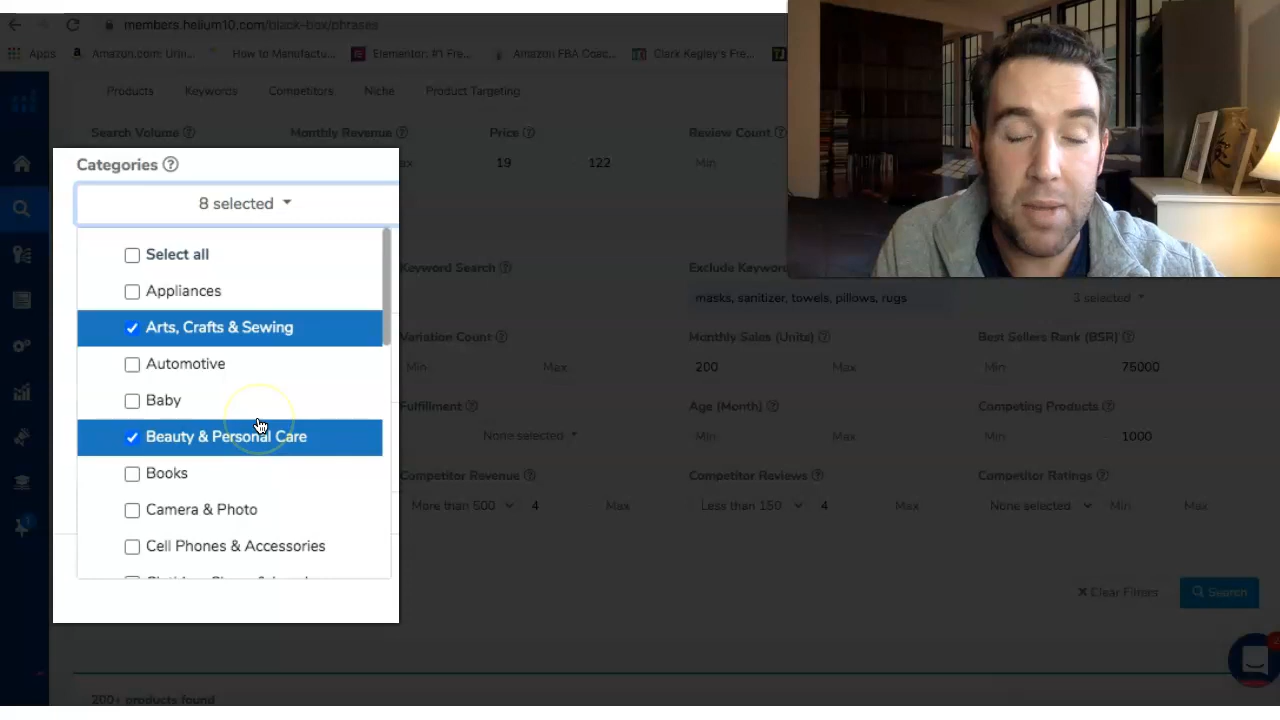 members.helium10.com/black-box/phrases
Apps Amazon.com: Unin... How to Manufactu... Elementor: #1 Fre... Amazon FBA Coac... Clark Kegley's Fre...
Products Keywords Competitors Niche Product Targeting
Search Volume Monthly Revenue Price Review Count
19 122 Min
Categories
8 selected
Select all
Appliances
Arts, Crafts & Sewing
Automotive
Baby
Beauty & Personal Care
Books
Camera & Photo
Cell Phones & Accessories
Keyword Search Exclude Keywor
masks, sanitizer, towels, pillows, rugs 3 selected
Variation Count Monthly Sales (Units) Best Sellers Rank (BSR)
Min Max 200 Max Min 75000
Fulfillment Age (Month) Competing Products
None selected Min Max Min 1000
Competitor Revenue Competitor Reviews Competitor Ratings
More than 500 4 Max Less than 150 4 Max None selected Min Max
Clear Filter Search
200+ products found